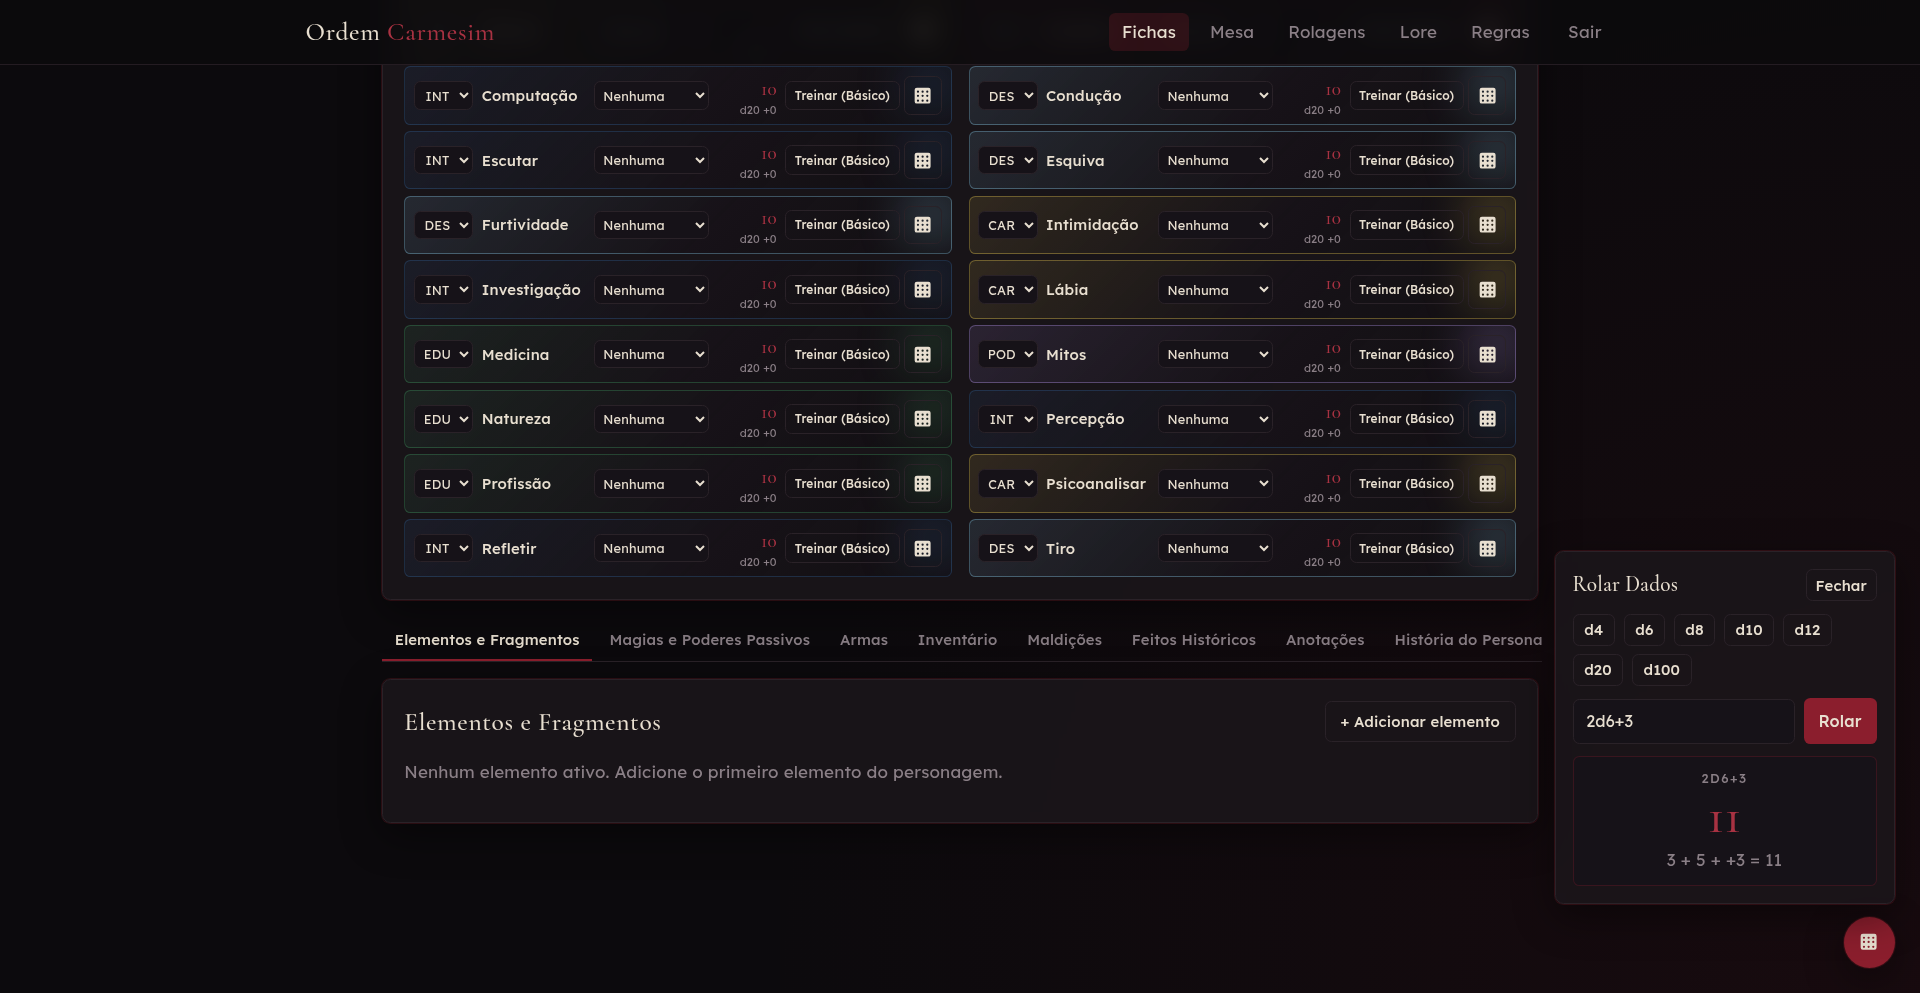 Ordem Carmesim
Fichas Mesa Rolagens Lore Regras Sair
INT Computação Nenhuma 10 d20 +0 Treinar (Básico)
DES Condução Nenhuma 10 d20 +0 Treinar (Básico)
INT Escutar Nenhuma 10 d20 +0 Treinar (Básico)
DES Esquiva Nenhuma 10 d20 +0 Treinar (Básico)
DES Furtividade Nenhuma 10 d20 +0 Treinar (Básico)
CAR Intimidação Nenhuma 10 d20 +0 Treinar (Básico)
INT Investigação Nenhuma 10 d20 +0 Treinar (Básico)
CAR Lábia Nenhuma 10 d20 +0 Treinar (Básico)
EDU Medicina Nenhuma 10 d20 +0 Treinar (Básico)
POD Mitos Nenhuma 10 d20 +0 Treinar (Básico)
EDU Natureza Nenhuma 10 d20 +0 Treinar (Básico)
INT Percepção Nenhuma 10 d20 +0 Treinar (Básico)
EDU Profissão Nenhuma 10 d20 +0 Treinar (Básico)
CAR Psicoanalisar Nenhuma 10 d20 +0 Treinar (Básico)
INT Refletir Nenhuma 10 d20 +0 Treinar (Básico)
DES Tiro Nenhuma 10 d20 +0 Treinar (Básico)
Elementos e Fragmentos Magias e Poderes Passivos Armas Inventário Maldições Feitos Históricos Anotações História do Persona
Elementos e Fragmentos
+ Adicionar elemento
Nenhum elemento ativo. Adicione o primeiro elemento do personagem.
Rolar Dados
Fechar
d4 d6 d8 d10 d12
d20 d100
2d6+3
Rolar
2D6+3
11
3 + 5 + +3 = 11